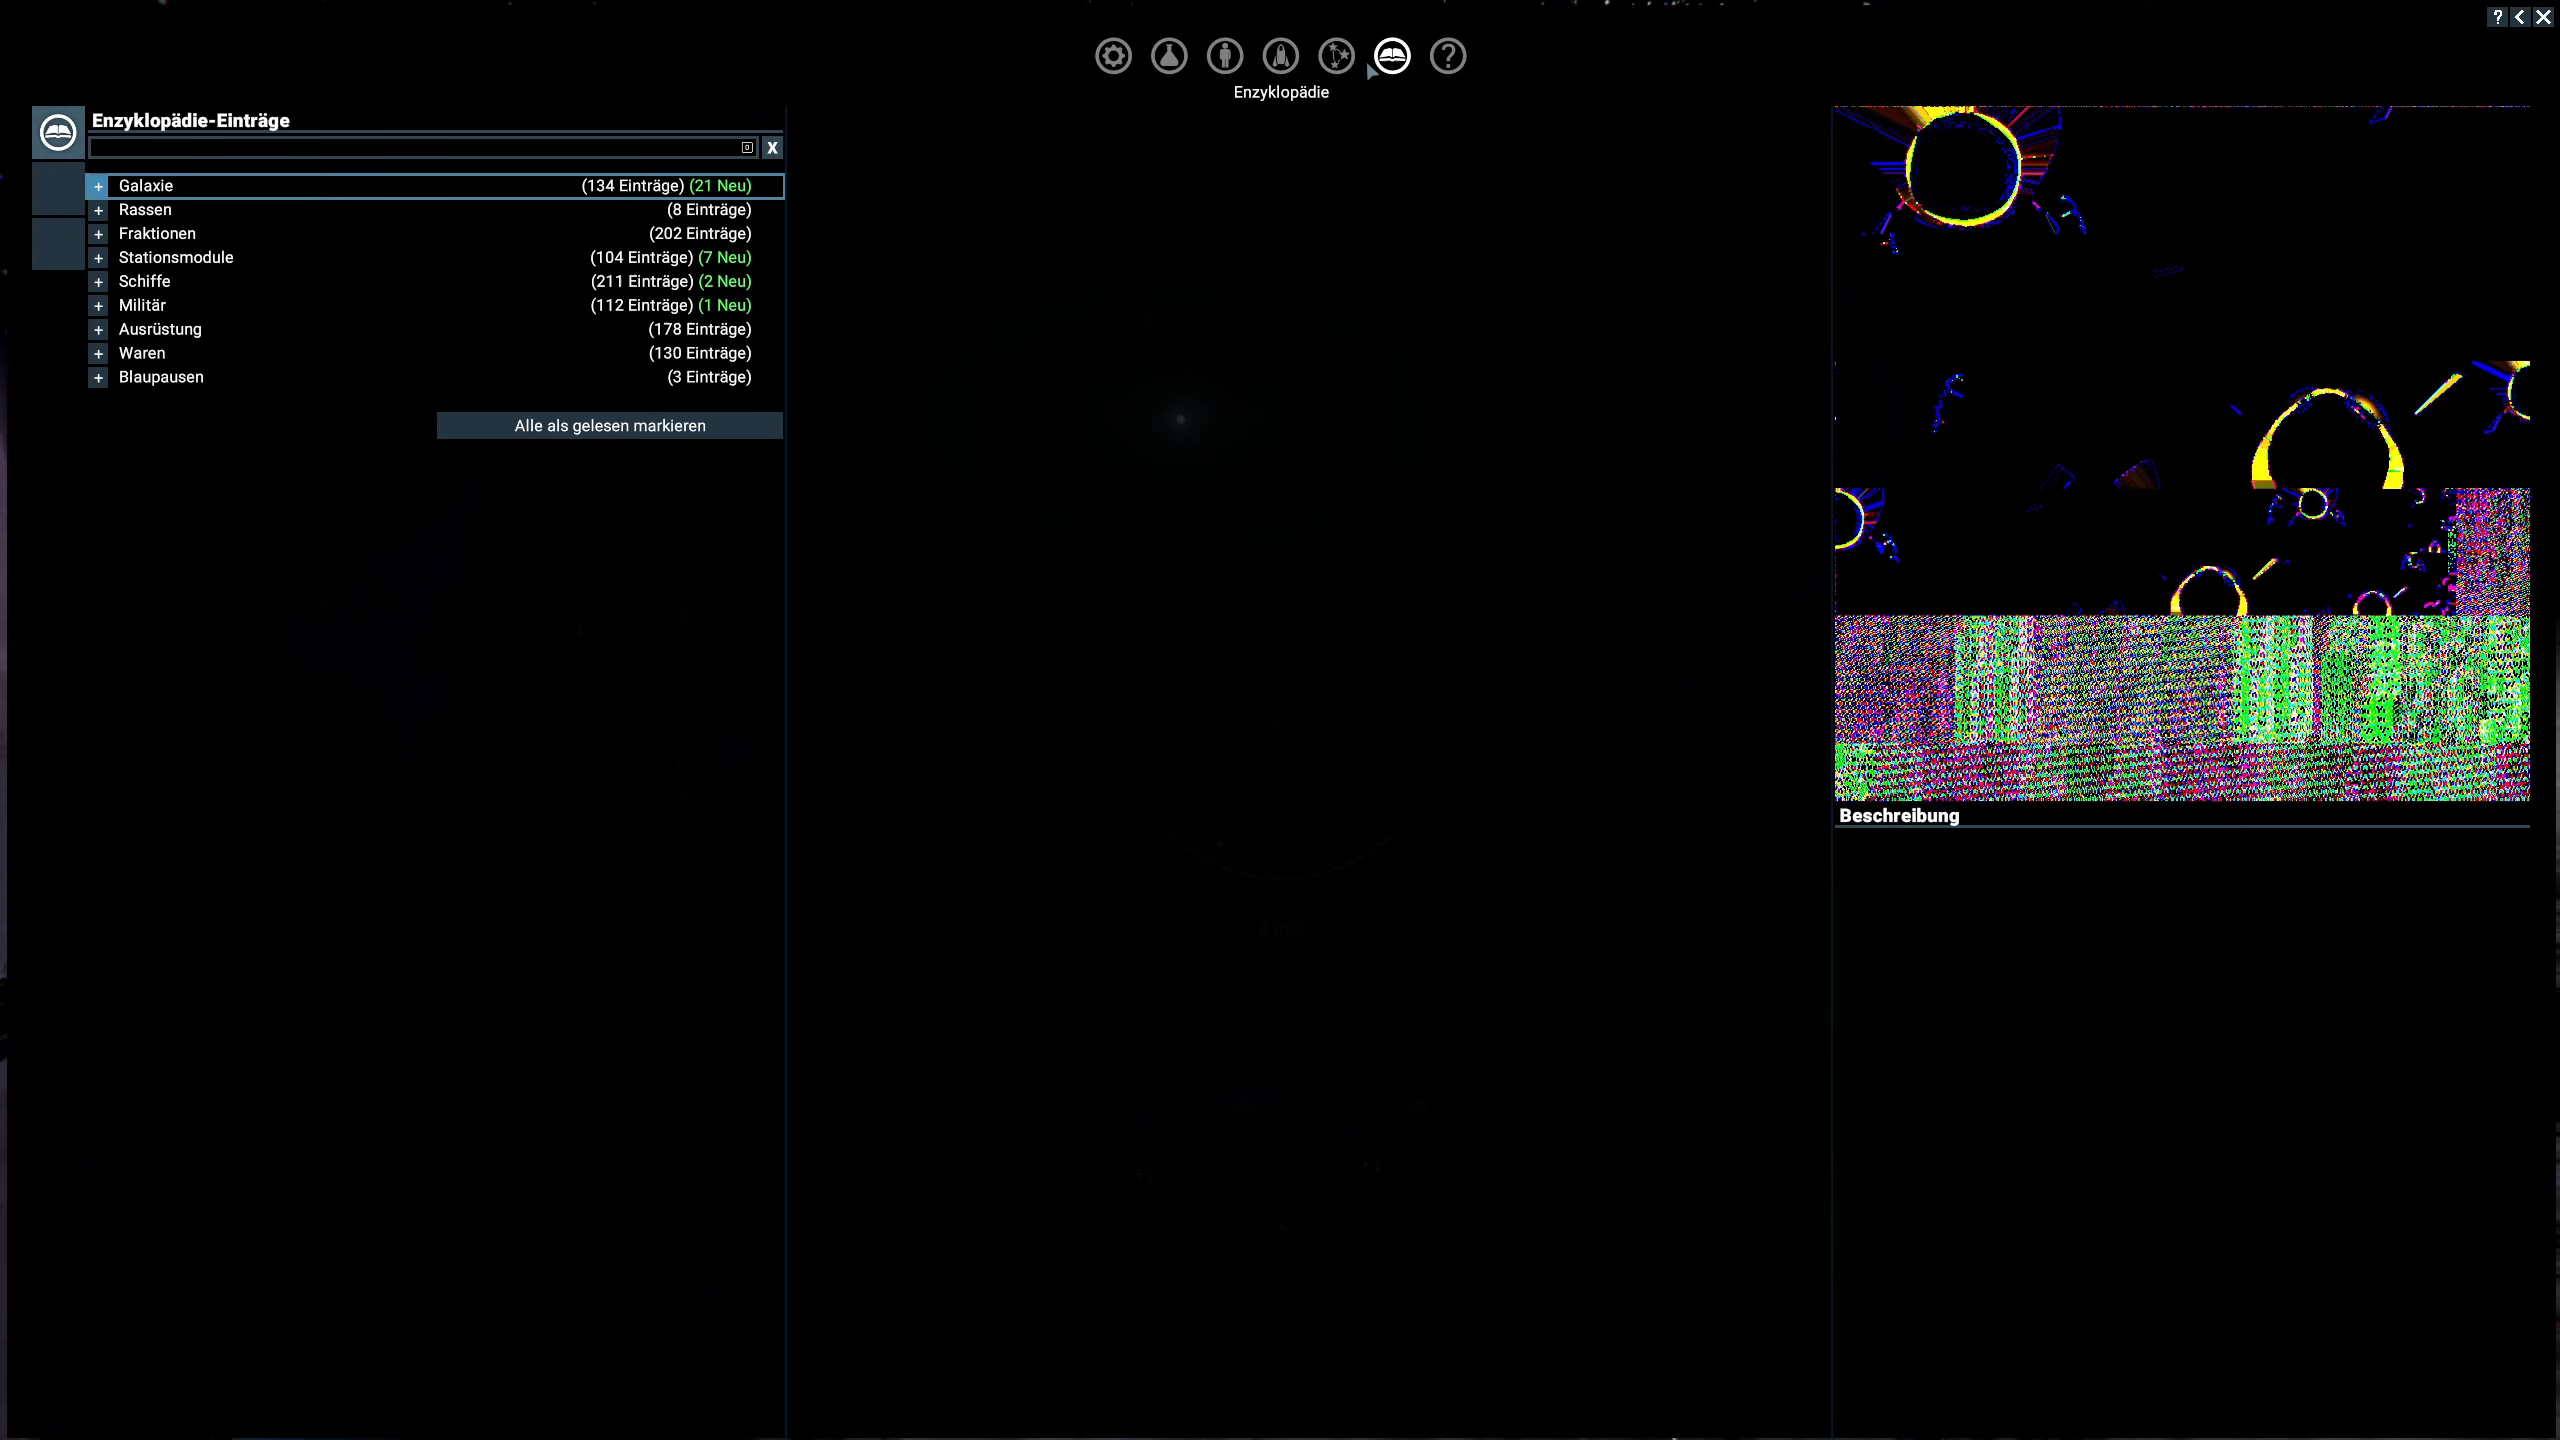 Enzyklopädie
Enzyklopädie-Einträge
X
Galaxie (134 Einträge) (21 Neu)
Rassen (8 Einträge)
Fraktionen (202 Einträge)
Stationsmodule (104 Einträge) (7 Neu)
Schiffe (211 Einträge) (2 Neu)
Militär (112 Einträge) (1 Neu)
Ausrüstung (178 Einträge)
Waren (130 Einträge)
Blaupausen (3 Einträge)
Alle als gelesen markieren
Beschreibung